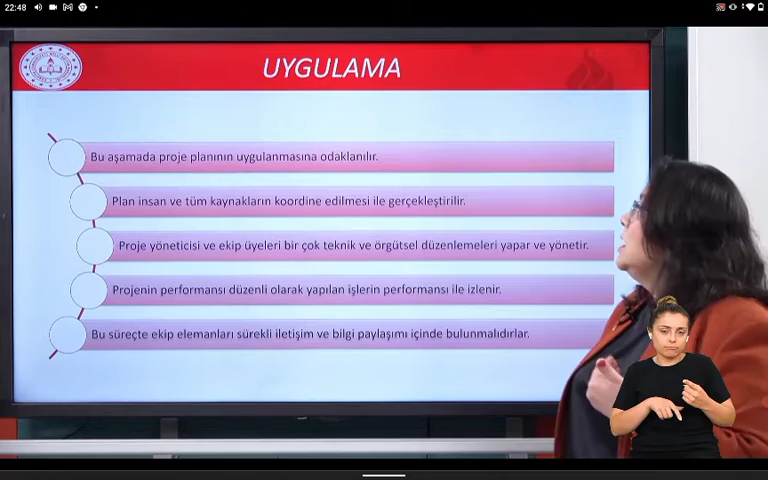 22:48
UYGULAMA
Bu aşamada proje planının uygulanmasına odaklanılır.
Plan insan ve tüm kaynakların koordine edilmesi ile gerçekleştirilir.
Proje yöneticisi ve ekip üyeleri bir çok teknik ve örgütsel düzenlemeleri yapar ve yönetir.
Projenin performansı düzenli olarak yapılan işlerin performansı ile izlenir.
Bu süreçte ekip elemanları sürekli iletişim ve bilgi paylaşımı içinde bulunmalıdırlar.